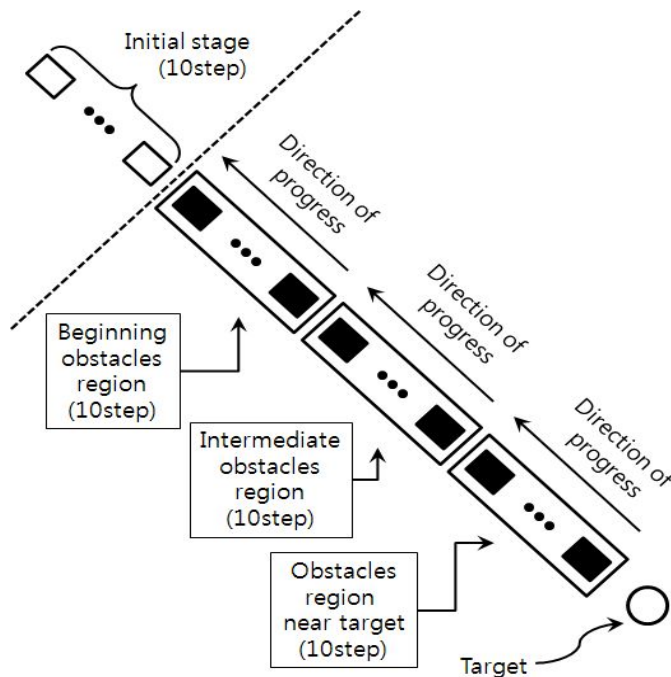 Initial stage
(10step)
Direction of
progress
Direction of
progress
Direction of
progress
Beginning
obstacles
region
(10step)
Intermediate
obstacles
region
(10step)
Obstacles
region
near target
(10step)
Target